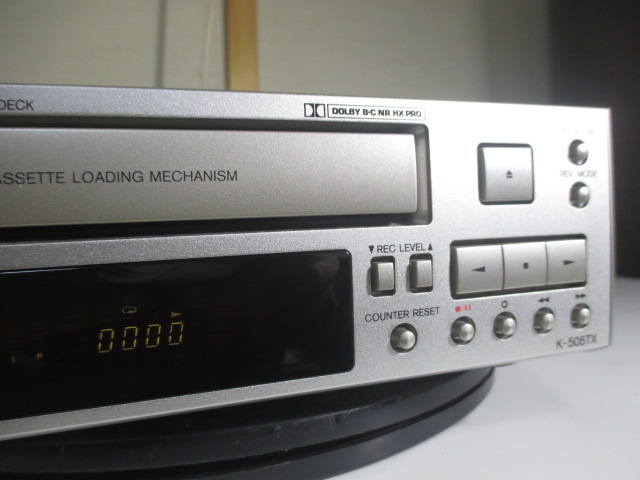 DECK
DOLBY B·C NR HX PRO
ASSETTE LOADING MECHANISM
REV. MODE
▼ REC LEVEL ▲
COUNTER RESET
0000
L R
K-505TX